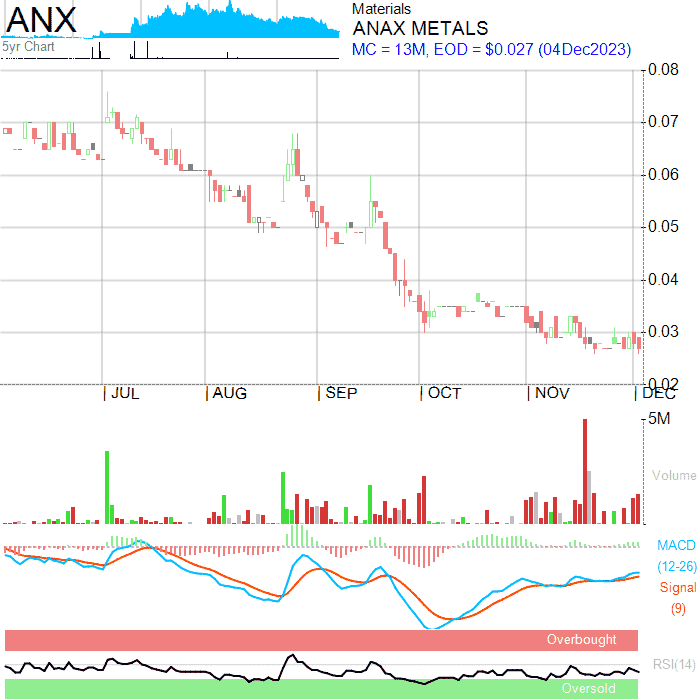 ANX
5yr Chart
Materials
ANAX METALS
MC = 13M, EOD = $0.027 (04Dec2023)
0.08
0.07
0.06
0.05
0.04
0.03
0.02
JUL AUG SEP OCT NOV DEC
5M
Volume
MACD
(12-26)
Signal
(9)
Overbought
RSI(14)
Oversold